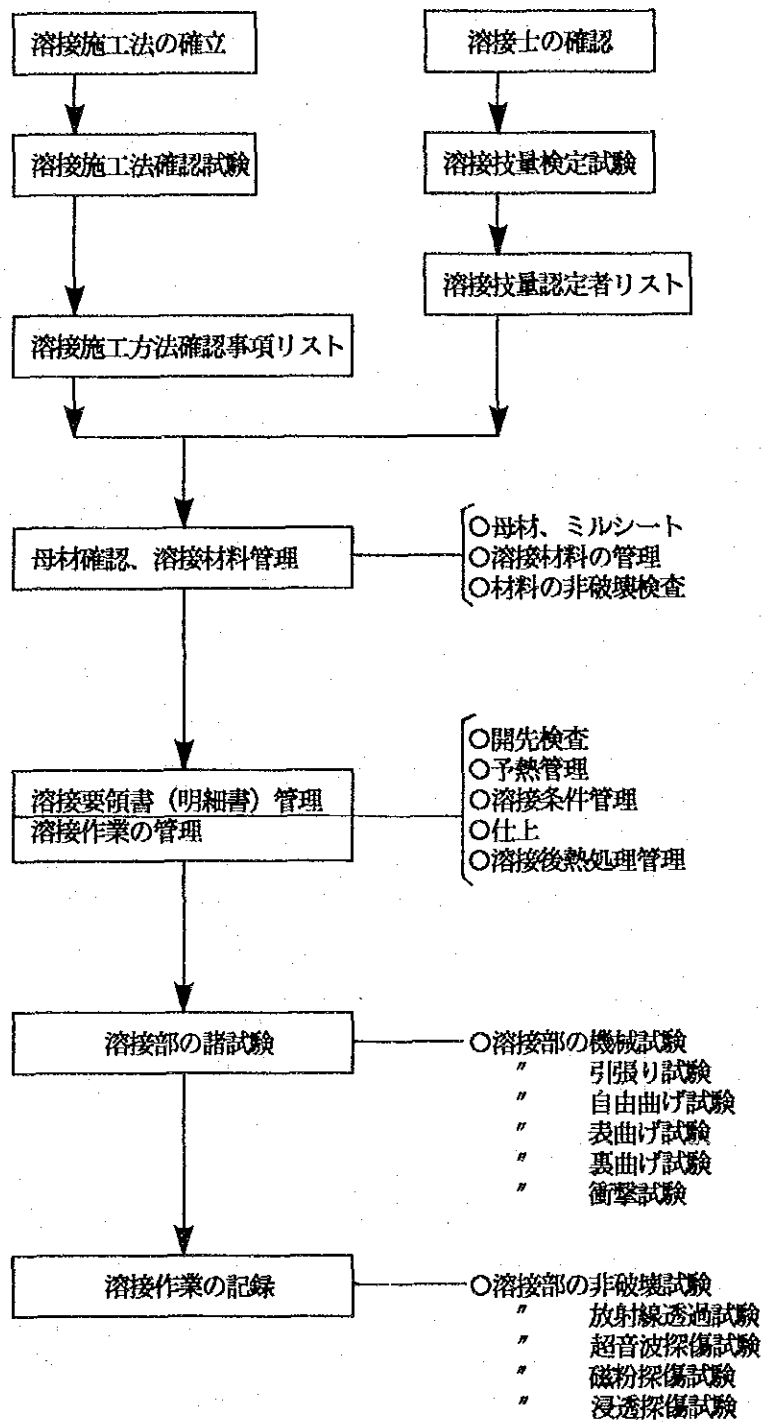 溶接施工法の確立
溶接士の確認
溶接施工法確認試験
溶接技量検定試験
溶接技量認定者リスト
溶接施工方法確認事項リスト
母材確認、溶接材料管理
○母材、ミルシート
○溶接材料の管理
○材料の非破壊検査
溶接要領書（明細書）管理
溶接作業の管理
○開先検査
○予熱管理
○溶接条件管理
○仕上
○溶接後熱処理管理
溶接部の諸試験
○溶接部の機械試験
〃 引張り試験
〃 自由曲げ試験
〃 表曲げ試験
〃 裏曲げ試験
〃 衝撃試験
溶接作業の記録
○溶接部の非破壊試験
〃 放射線透過試験
〃 超音波探傷試験
〃 磁粉探傷試験
〃 浸透探傷試験